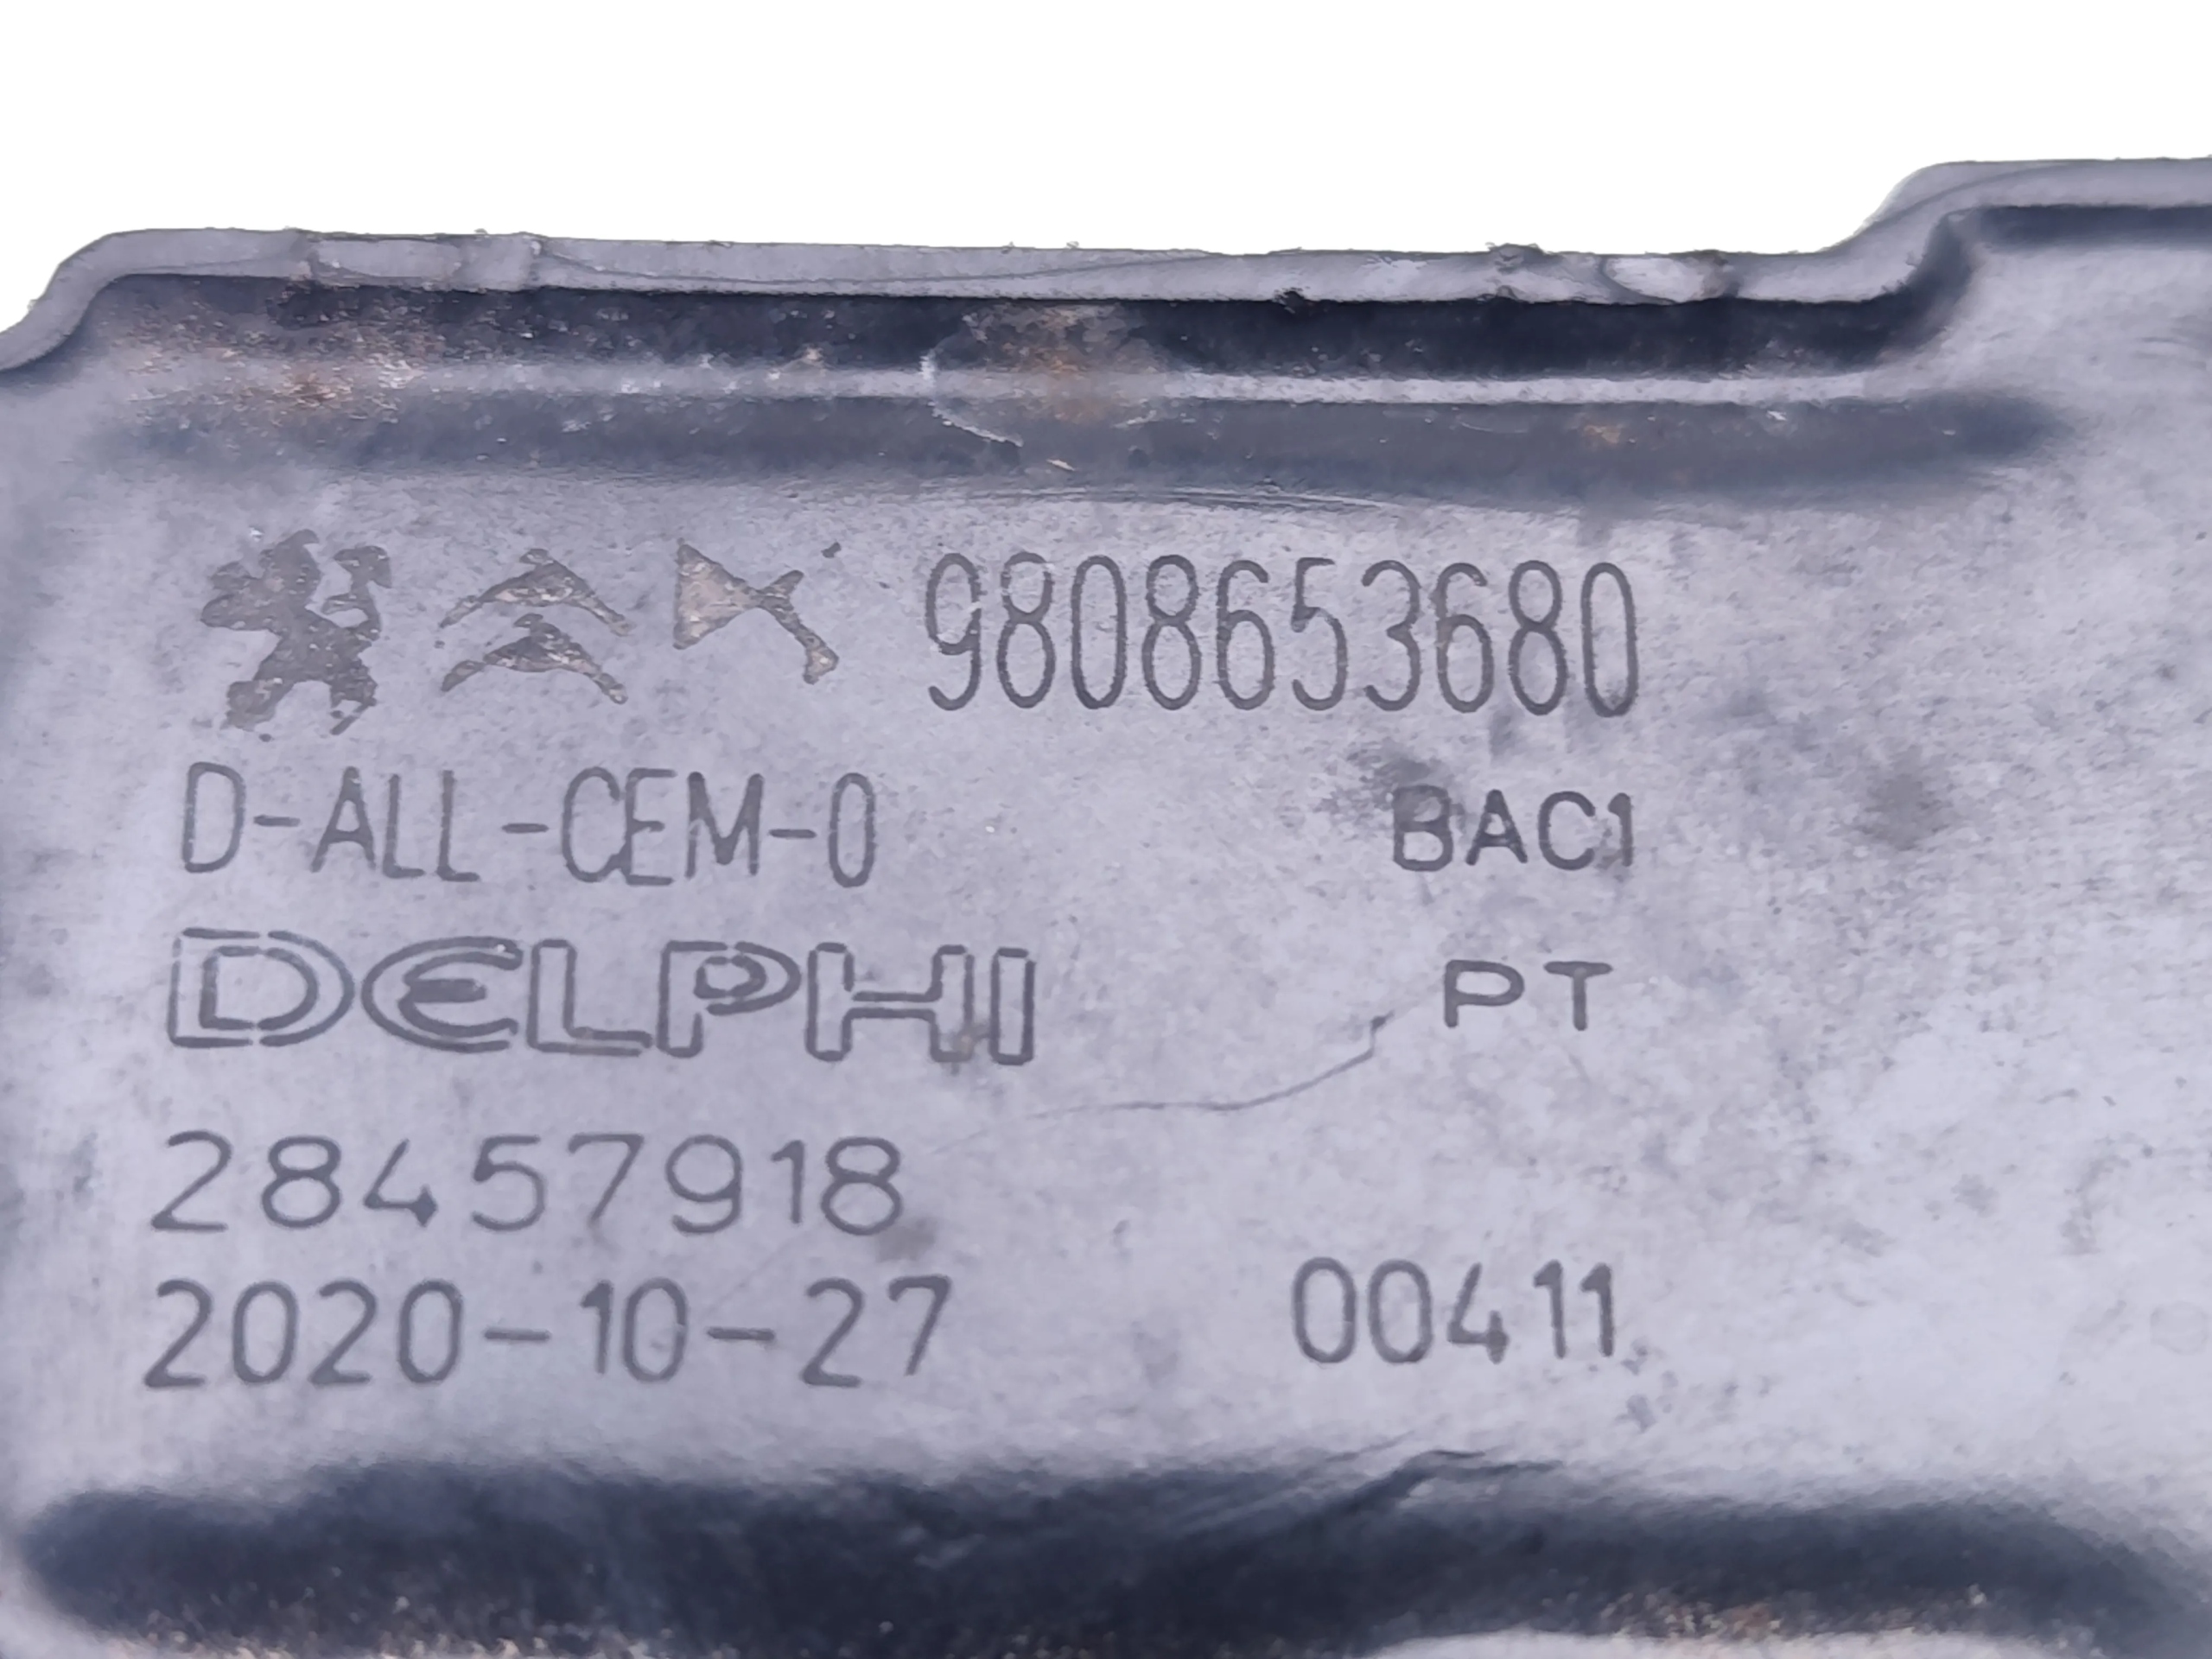 9808653680
D-ALL-CEM-0 BAC1
DELPHI PT
28457918
2020-10-27 00411